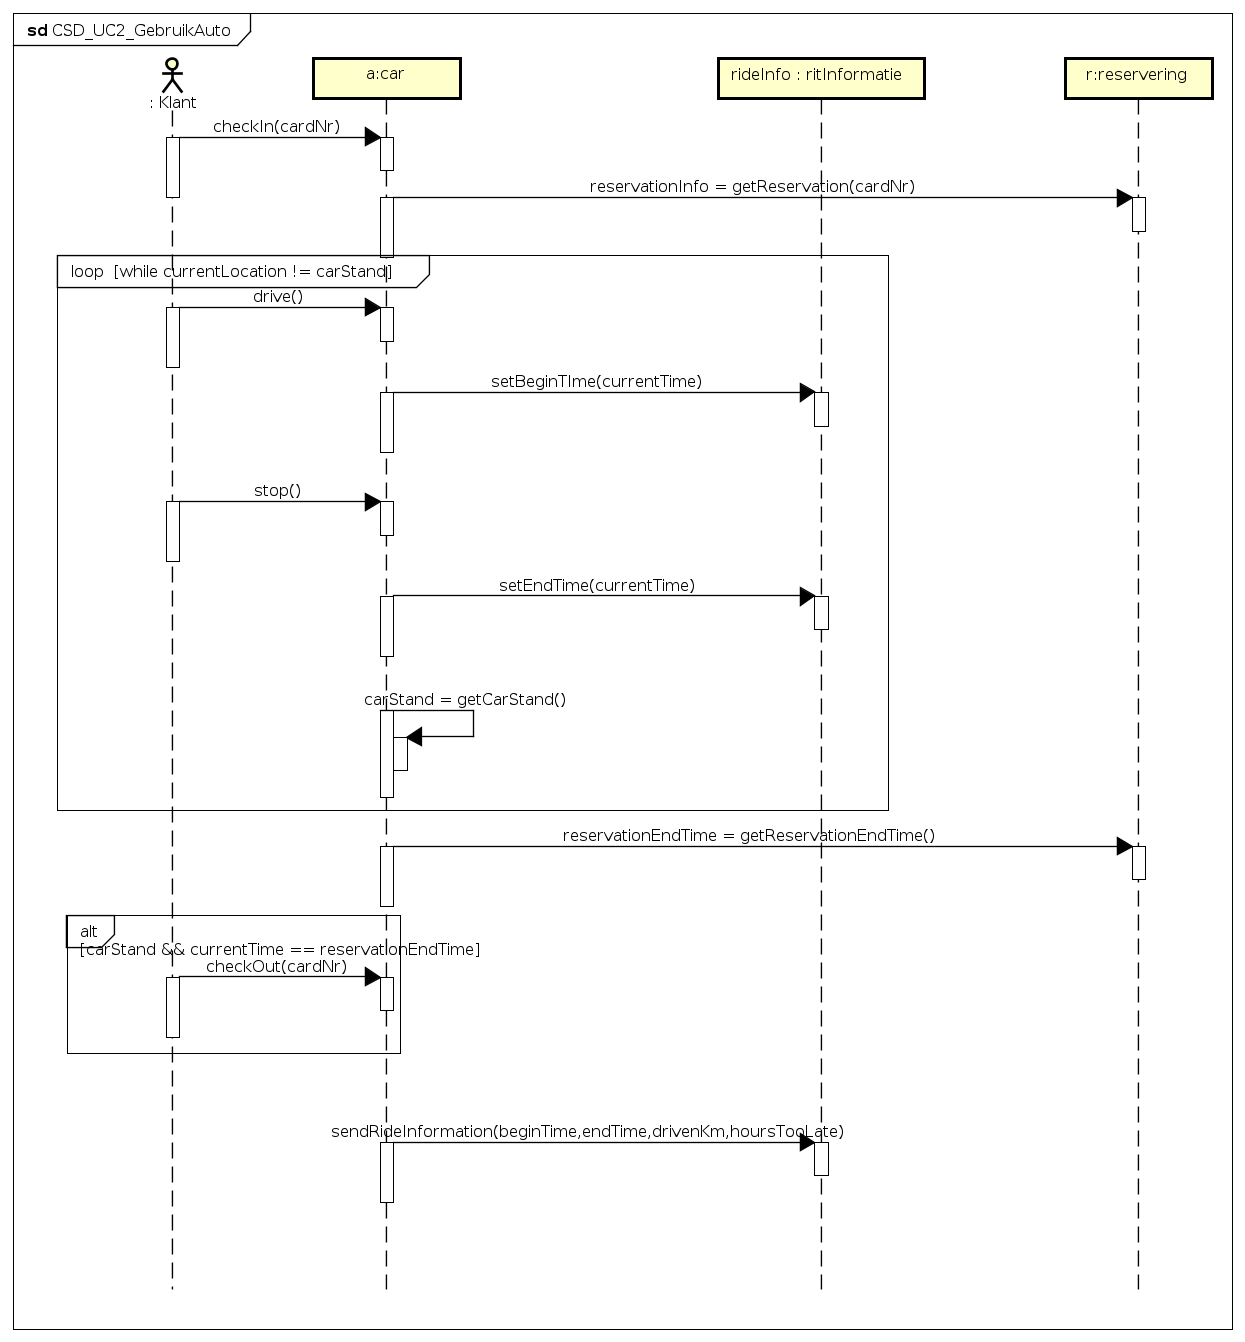 sd CSD_UC2_GebruikAuto
: Klant
a:car
rideInfo : ritInformatie
r:reservering
checkIn(cardNr)
reservationInfo = getReservation(cardNr)
loop [while currentLocation != carStand]
drive()
setBeginTIme(currentTime)
stop()
setEndTime(currentTime)
carStand = getCarStand()
reservationEndTime = getReservationEndTime()
alt
[carStand && currentTime == reservationEndTime]
checkOut(cardNr)
sendRideInformation(beginTime,endTime,drivenKm,hoursTooLate)